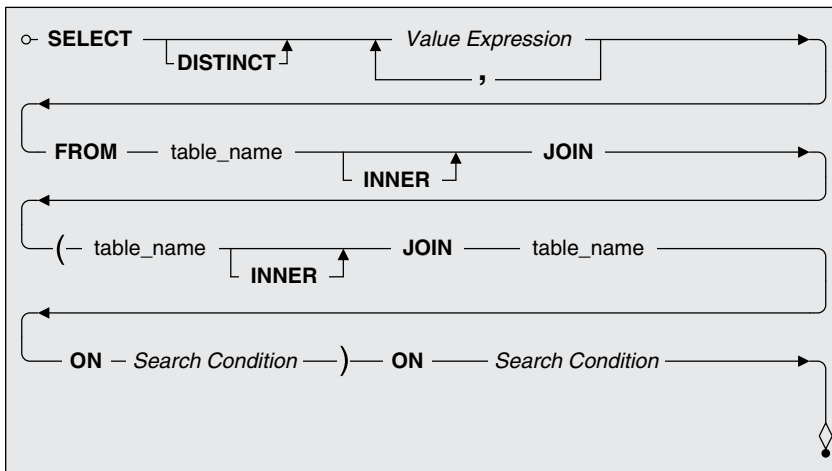 SELECT Value Expression
DISTINCT ,
FROM table_name JOIN
INNER
( table_name JOIN table_name
INNER
ON Search Condition ) ON Search Condition